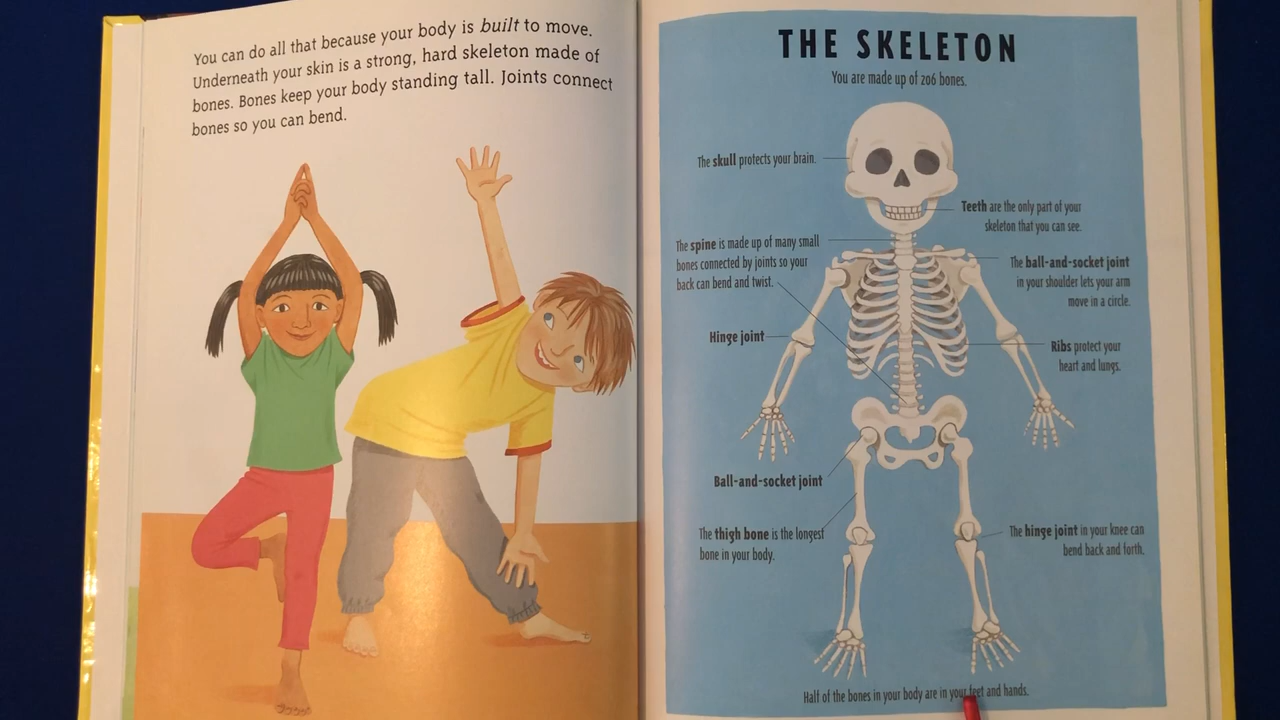 You can do all that because your body is built to move.
Underneath your skin is a strong, hard skeleton made of
bones. Bones keep your body standing tall. Joints connect
bones so you can bend.
THE SKELETON
You are made up of 206 bones.
The skull protects your brain.
Teeth are the only part of your
skeleton that you can see.
The spine is made up of many small
bones connected by joints so your
back can bend and twist.
The ball-and-socket joint
in your shoulder lets your arm
move in a circle.
Hinge joint
Ribs protect your
heart and lungs.
Ball-and-socket joint
The thigh bone is the longest
bone in your body.
The hinge joint in your knee can
bend back and forth.
Half of the bones in your body are in your feet and hands.